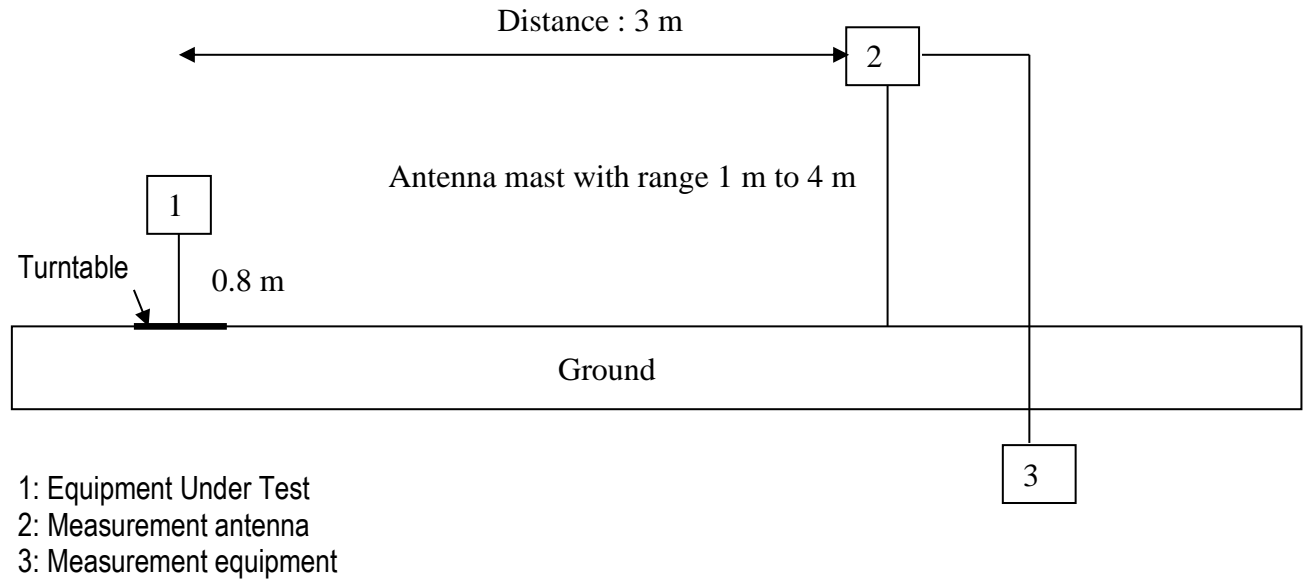 Distance : 3 m
2
Antenna mast with range 1 m to 4 m
1
Turntable
0.8 m
Ground
3
1: Equipment Under Test
2: Measurement antenna
3: Measurement equipment